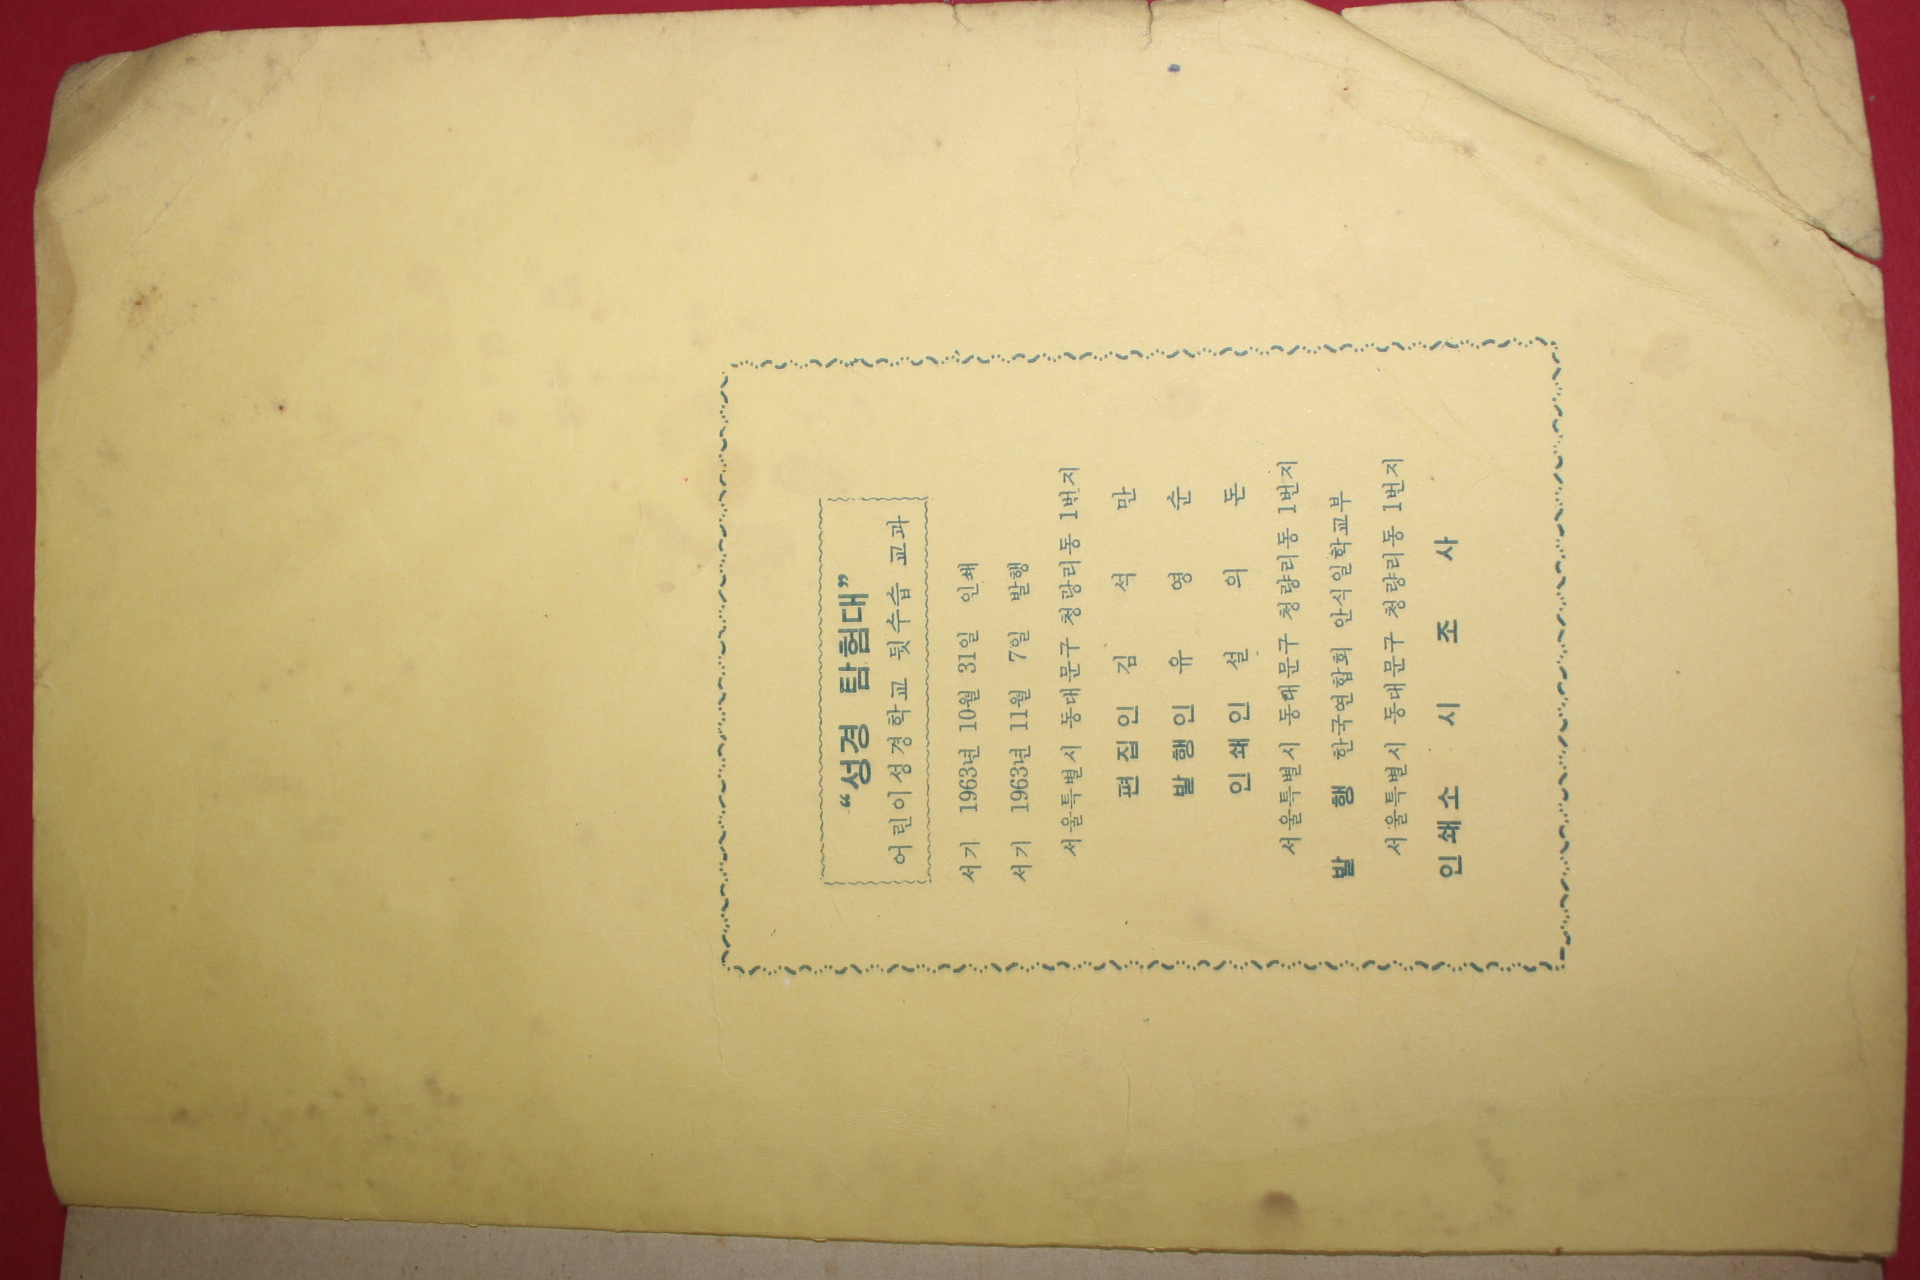 “성경 탐험대”
어린이성경학교 뒷수습 교과
서기 1963년 10월 31일 인쇄
서기 1963년 11월 7일 발행
서울특별시 동대문구 청량리동 1번지
편집인 김 석 만
발행인 유 영 순
인쇄인 설 의 돈
서울특별시 동대문구 청량리동 1번지
발 행 한국연합회 안식일학교부
서울특별시 동대문구 청량리동 1번지
인쇄소 시 조 사